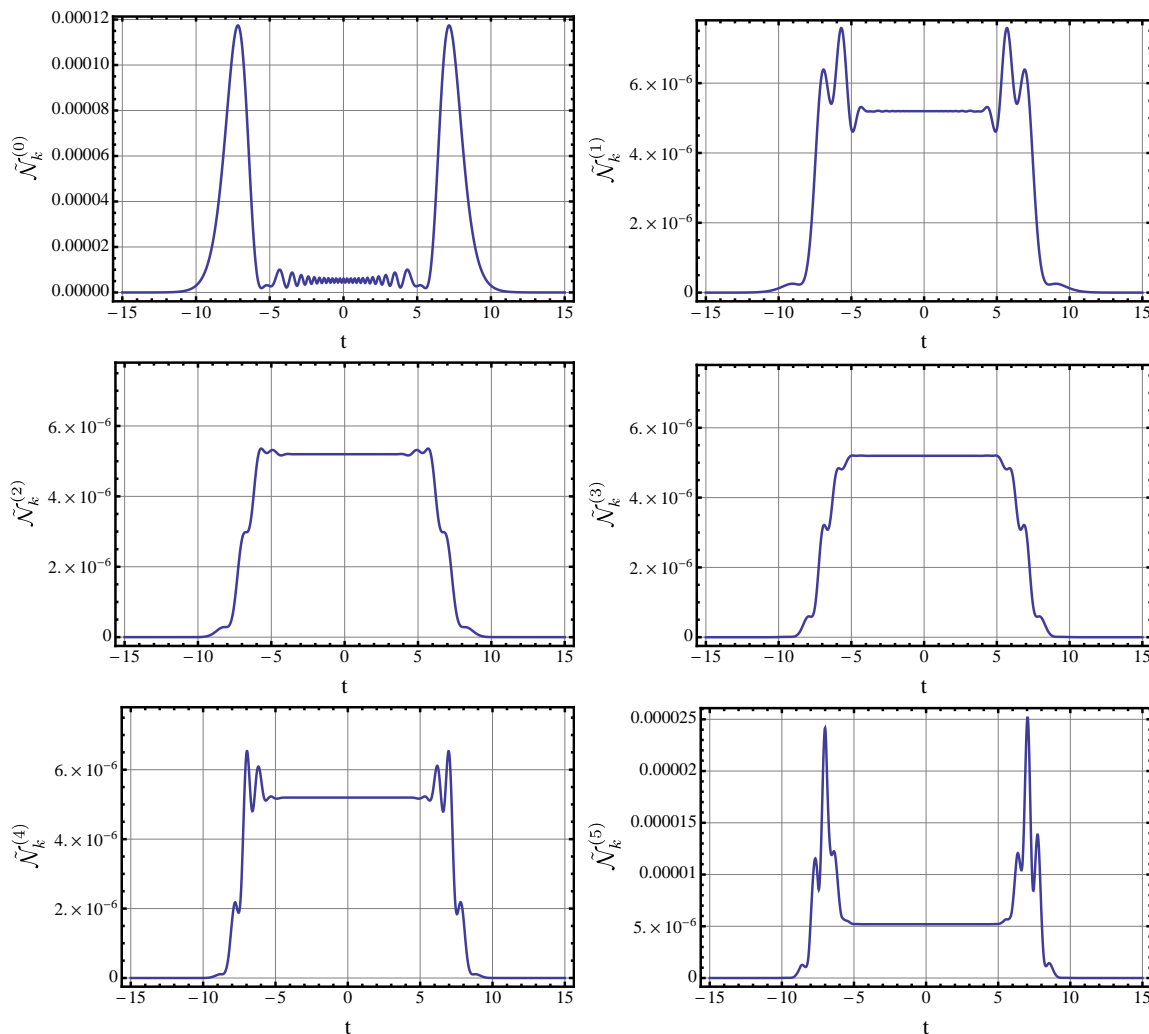 0.00012
0.00010
0.00008
0.00006
0.00004
0.00002
0.00000
Ñ_k^(0)
−15 −10 −5 0 5 10 15
t
6.×10^-6
4.×10^-6
2.×10^-6
0
Ñ_k^(1)
−15 −10 −5 0 5 10 15
t
6.×10^-6
4.×10^-6
2.×10^-6
0
Ñ_k^(2)
−15 −10 −5 0 5 10 15
t
6.×10^-6
4.×10^-6
2.×10^-6
0
Ñ_k^(3)
−15 −10 −5 0 5 10 15
t
6.×10^-6
4.×10^-6
2.×10^-6
0
Ñ_k^(4)
−15 −10 −5 0 5 10 15
t
0.000025
0.00002
0.000015
0.00001
5.×10^-6
0
Ñ_k^(5)
−15 −10 −5 0 5 10 15
t